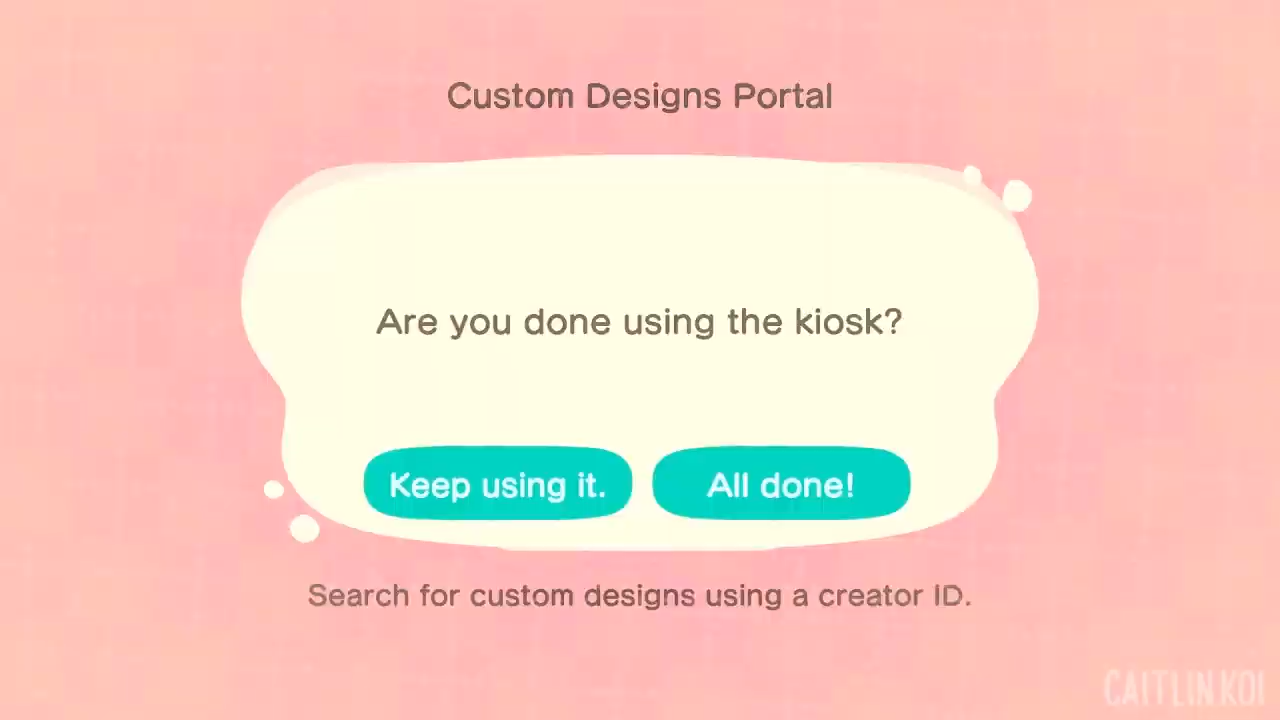 Custom Designs Portal
Are you done using the kiosk?
Keep using it.
All done!
Search for custom designs using a creator ID.
CAITLIN KOI